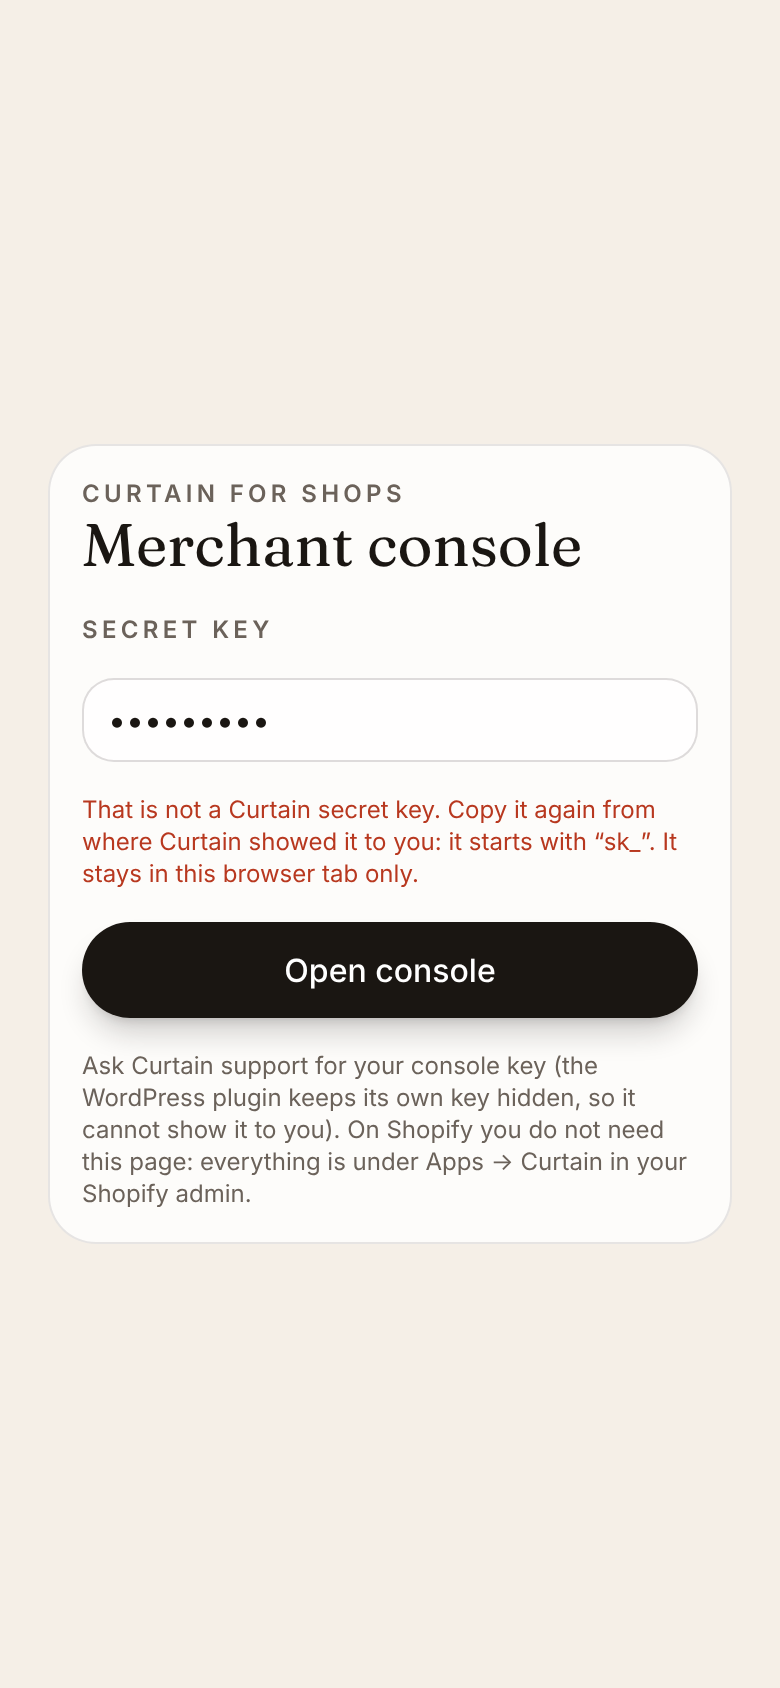 CURTAIN FOR SHOPS
Merchant console
SECRET KEY
•••••••••
That is not a Curtain secret key. Copy it again from
where Curtain showed it to you: it starts with “sk_”. It
stays in this browser tab only.
Open console
Ask Curtain support for your console key (the
WordPress plugin keeps its own key hidden, so it
cannot show it to you). On Shopify you do not need
this page: everything is under Apps → Curtain in your
Shopify admin.